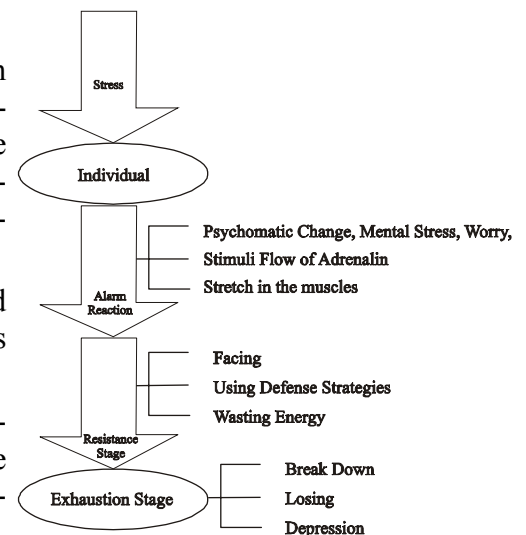 Stress
Individual
Psychomatic Change, Mental Stress, Worry,
Stimuli Flow of Adrenalin
Stretch in the muscles
Alarm
Reaction
Facing
Using Defense Strategies
Wasting Energy
Resistance
Stage
Exhaustion Stage
Break Down
Losing
Depression